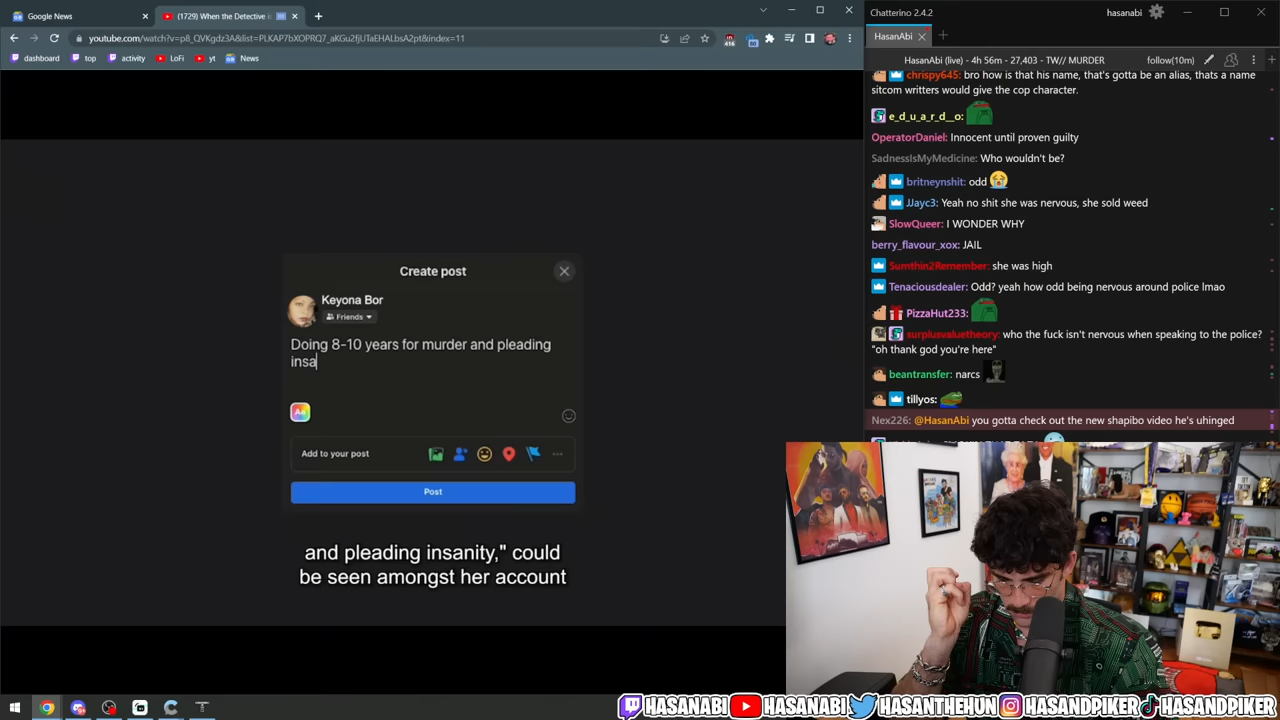 Google News
(1729) When the Detective i
youtube.com/watch?v=p8_QVKgdz3A&list=PLKAP7bXOPRQ7_aKGu2fjUTaEHALbsA2pt&index=11
dashboard
top
activity
LoFi
yt
News
Chatterino 2.4.2
hasanabi
HasanAbi
HasanAbi (live) - 4h 56m - 27,403 - TW// MURDER
follow(10m)
chrispy645: bro how is that his name, that's gotta be an alias, thats a name
sitcom writters would give the cop character.
e_d_u_a_r_d__o:
OperatorDaniel: Innocent until proven guilty
SadnessIsMyMedicine: Who wouldn't be?
britneynshit: odd
JJayc3: Yeah no shit she was nervous, she sold weed
SlowQueer: I WONDER WHY
berry_flavour_xox: JAIL
Sumthin2Remember: she was high
Tenaciousdealer: Odd? yeah how odd being nervous around police lmao
PizzaHut233:
surplusvaluetheory: who the fuck isn't nervous when speaking to the police?
"oh thank god you're here"
beantransfer: narcs
tillyos:
Nex226: @HasanAbi you gotta check out the new shapibo video he's uhinged
Create post
Keyona Bor
Friends
Doing 8-10 years for murder and pleading
insa
Aa
Add to your post
Post
and pleading insanity," could
be seen amongst her account
HASANABI
HASANABI
HASANTHEHUN
HASANDPIKER
HASANDPIKER